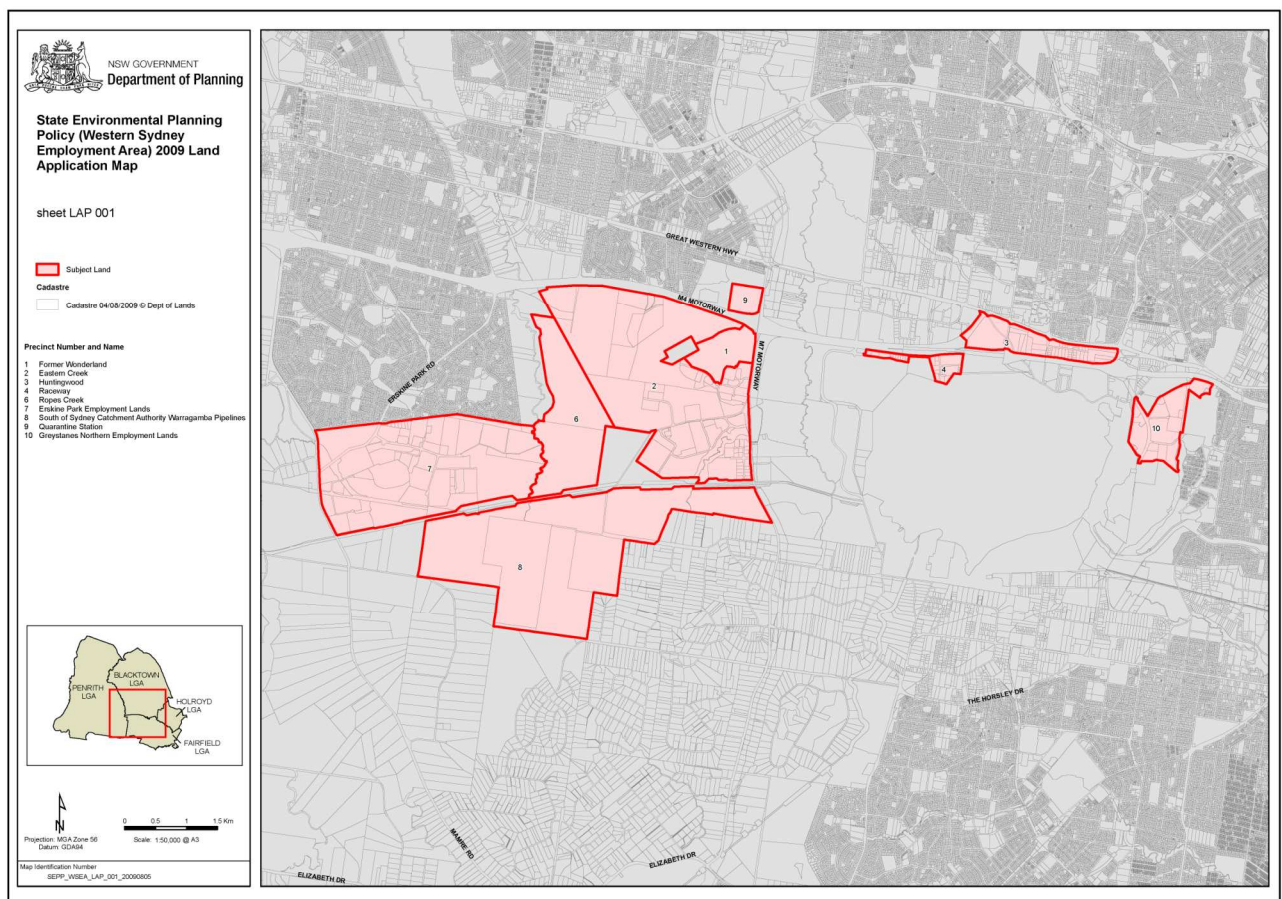 NSW GOVERNMENT
Department of Planning
State Environmental Planning
Policy (Western Sydney
Employment Area) 2009 Land
Application Map
sheet LAP 001
Subject Land
Cadastre
Cadastre 04/08/2009 © Dept of Lands
Precinct Number and Name
1 Former Wonderland
2 Eastern Creek
3 Huntingwood
4 Raceway
6 Ropes Creek
7 Erskine Park Employment Lands
8 South of Sydney Catchment Authority Warragamba Pipelines
9 Quarantine Station
10 Greystanes Northern Employment Lands
PENRITH
LGA
BLACKTOWN
LGA
HOLROYD
LGA
FAIRFIELD
LGA
N
Projection: MGA Zone 56
Datum GDA94
0 0.5 1 1.5 Km
Scale: 1:50,000 @ A3
Map Identification Number
SEPP_WSEA_LAP_001_20090805
GREAT WESTERN HWY
M4 MOTORWAY
9
M7 MOTORWAY
1
3
4
2
ERSKINE PARK RD
6
10
7
8
THE HORSLEY DR
MAMRE RD
ELIZABETH DR
ELIZABETH DR